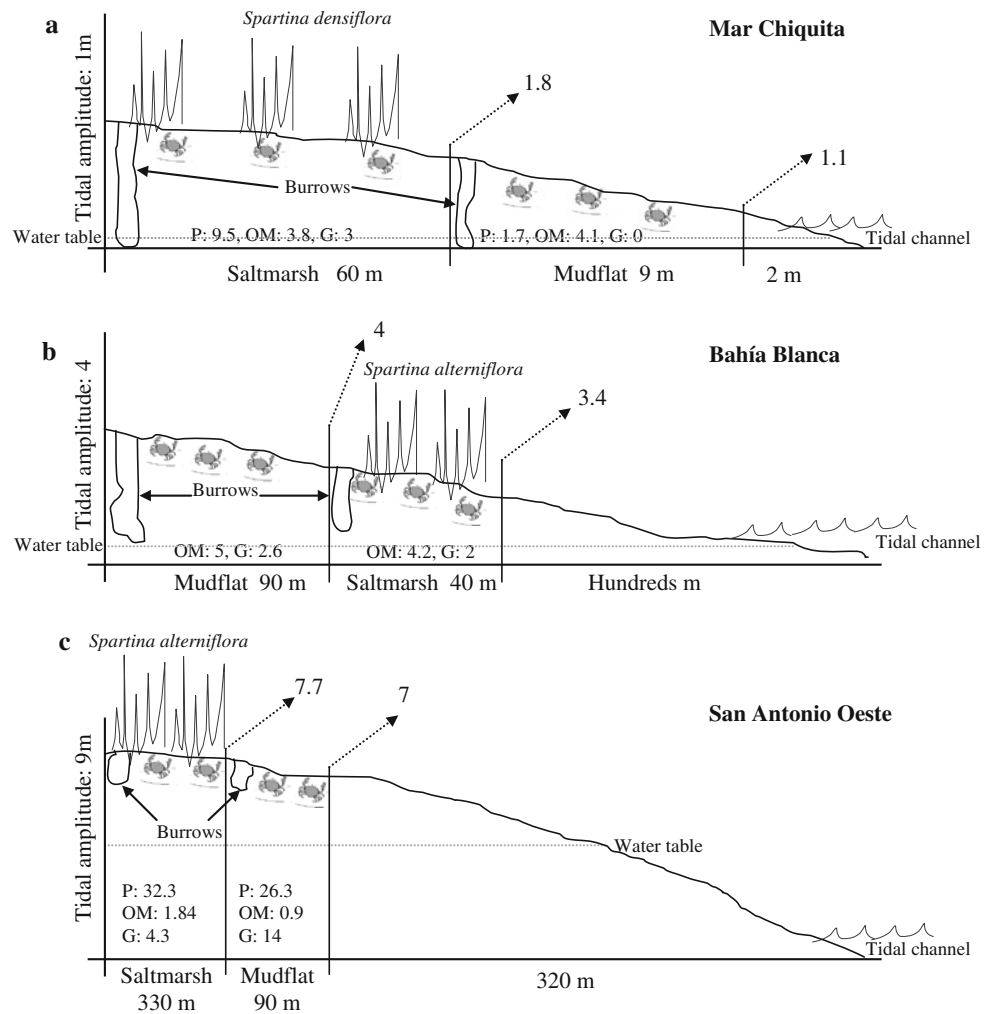 a
Spartina densiflora
Mar Chiquita
Tidal amplitude: 1m
1.8
1.1
Burrows
Water table
P: 9.5, OM: 3.8, G: 3
P: 1.7, OM: 4.1, G: 0
Tidal channel
Saltmarsh 60 m
Mudflat 9 m
2 m
b
4
Bahía Blanca
Spartina alterniflora
Tidal amplitude: 4
3.4
Burrows
Water table
OM: 5, G: 2.6
OM: 4.2, G: 2
Tidal channel
Mudflat 90 m
Saltmarsh 40 m
Hundreds m
c
Spartina alterniflora
7.7
7
San Antonio Oeste
Tidal amplitude: 9m
Burrows
Water table
P: 32.3
OM: 1.84
G: 4.3
P: 26.3
OM: 0.9
G: 14
Tidal channel
Saltmarsh
330 m
Mudflat
90 m
320 m